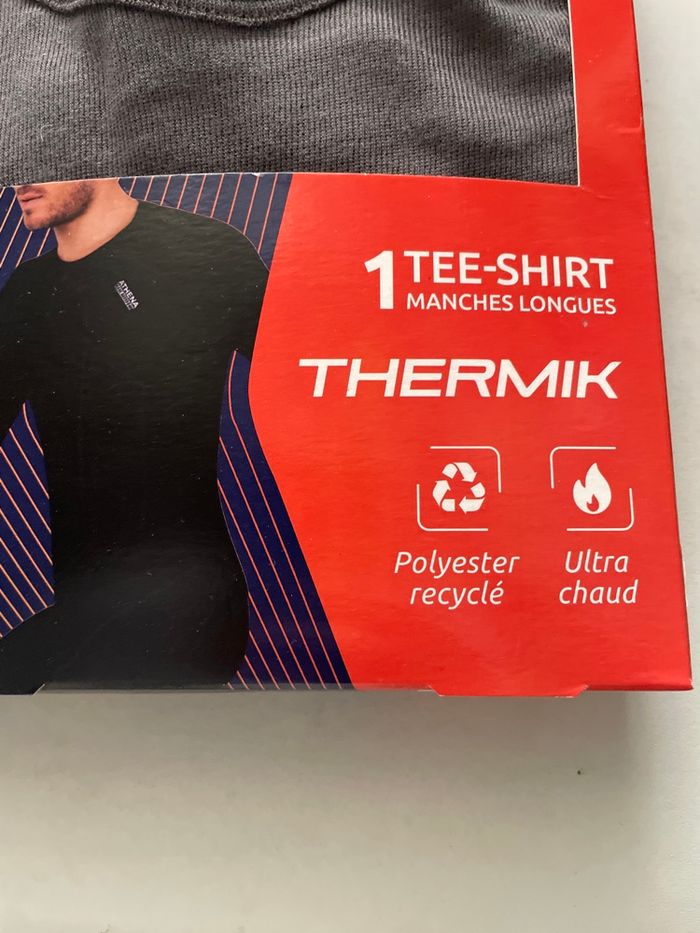 ATHENA
1 TEE-SHIRT
MANCHES LONGUES
THERMIK
Polyester
recyclé
Ultra
chaud